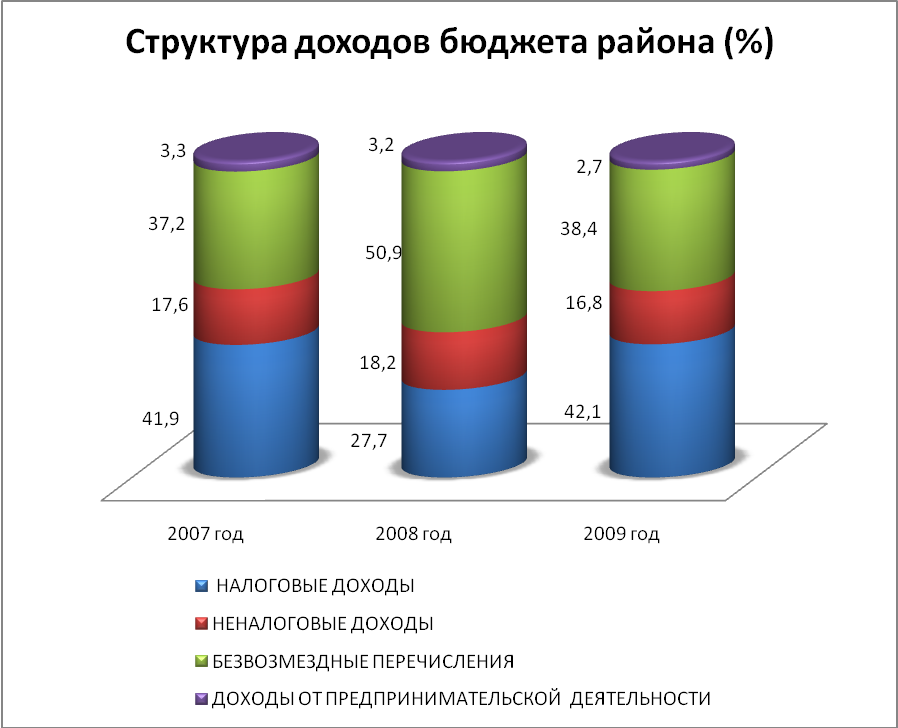 Структура доходов бюджета района (%)
3,3
37,2
17,6
41,9
3,2
50,9
18,2
27,7
2,7
38,4
16,8
42,1
2007 год
2008 год
2009 год
НАЛОГОВЫЕ ДОХОДЫ
НЕНАЛОГОВЫЕ ДОХОДЫ
БЕЗВОЗМЕЗДНЫЕ ПЕРЕЧИСЛЕНИЯ
ДОХОДЫ ОТ ПРЕДПРИНИМАТЕЛЬСКОЙ ДЕЯТЕЛЬНОСТИ